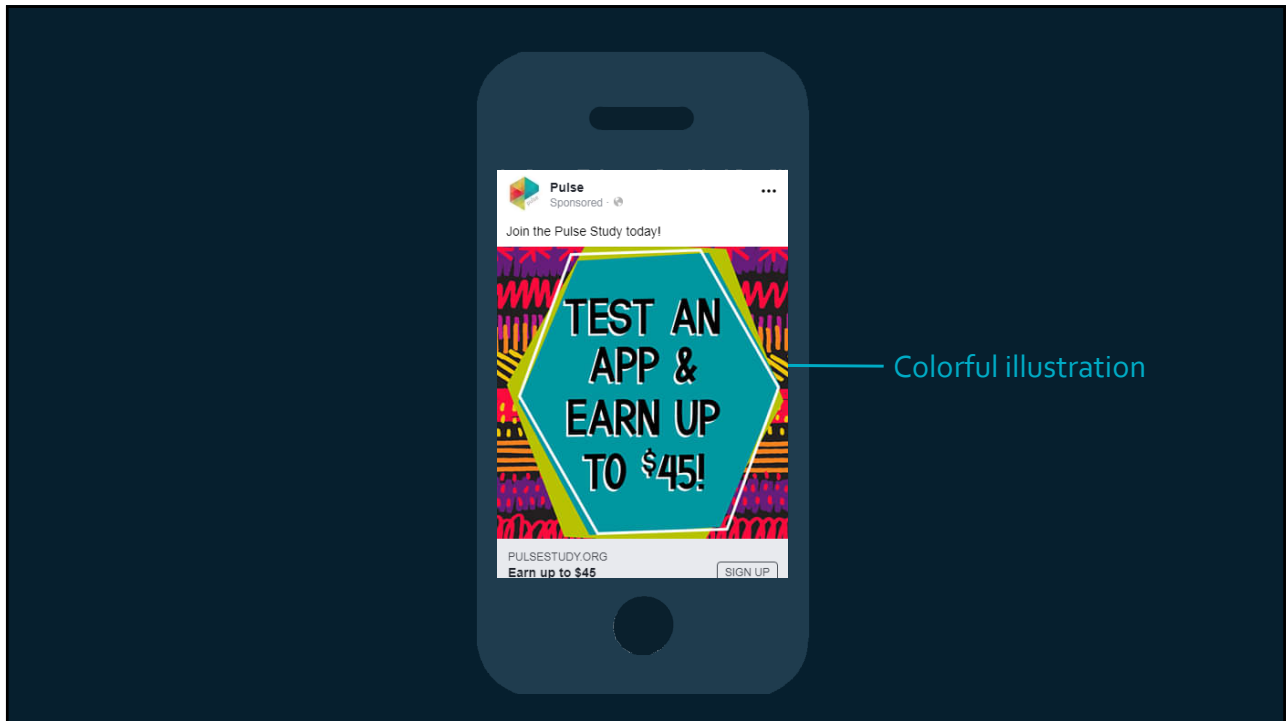 Pulse
Sponsored ·
Join the Pulse Study today!
TEST AN
APP &
EARN UP
TO $45!
Colorful illustration
PULSESTUDY.ORG
Earn up to $45
SIGN UP